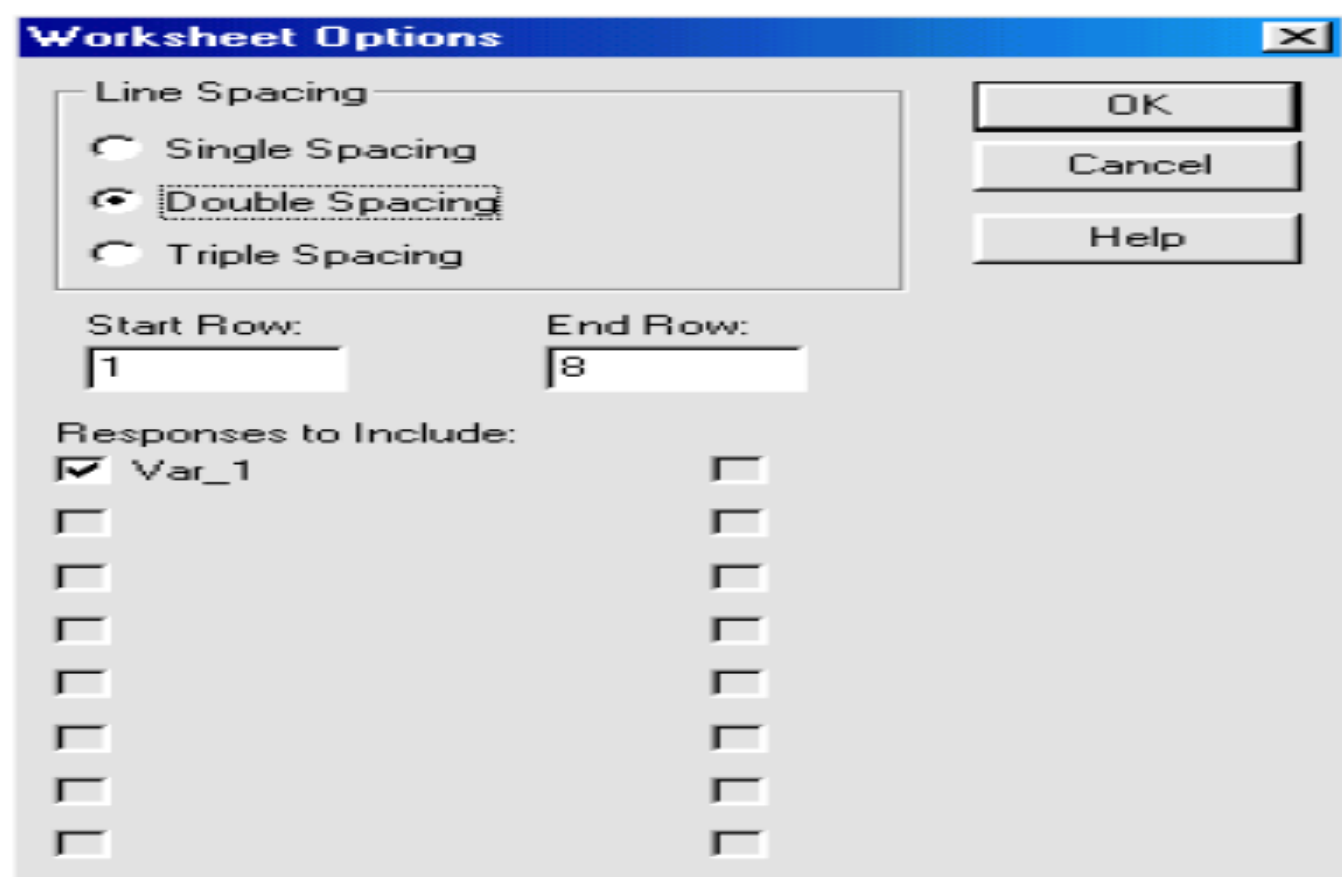 Worksheet Options
Line Spacing
Single Spacing
Double Spacing
Triple Spacing
OK
Cancel
Help
Start Row: End Row:
1 8
Responses to Include:
Var_1